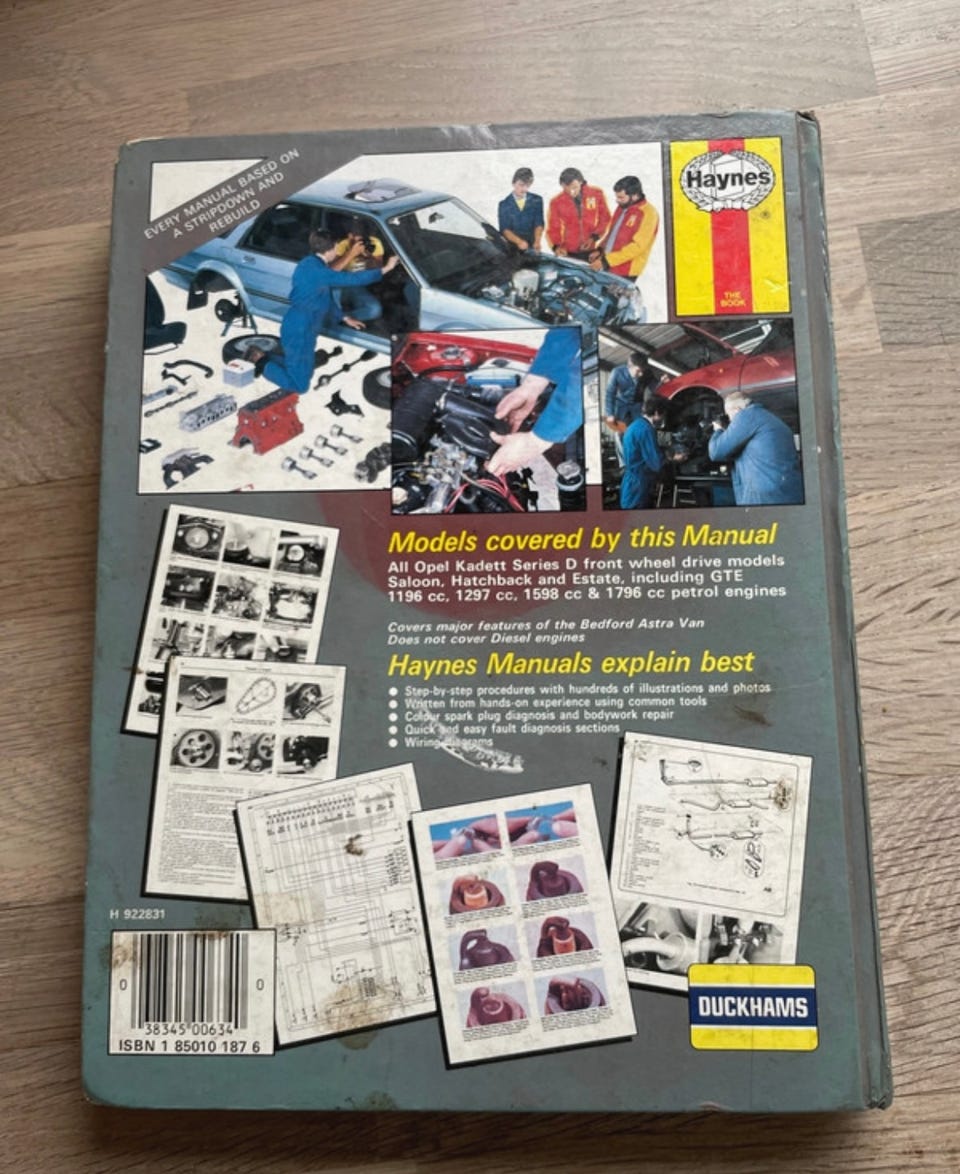 EVERY MANUAL BASED ON
A STRIPDOWN AND
REBUILD
Haynes
®
THE
BOOK
Models covered by this Manual
All Opel Kadett Series D front wheel drive models
Saloon, Hatchback and Estate, including GTE
1196 cc, 1297 cc, 1598 cc & 1796 cc petrol engines
Covers major features of the Bedford Astra Van
Does not cover Diesel engines
Haynes Manuals explain best
● Step-by-step procedures with hundreds of illustrations and photos
● Written from hands-on experience using common tools
● Colour spark plug diagnosis and bodywork repair
● Quick and easy fault diagnosis sections
● Wiring diagrams
H 922831
0 0
38345 00634
ISBN 1 85010 187 6
DUCKHAMS